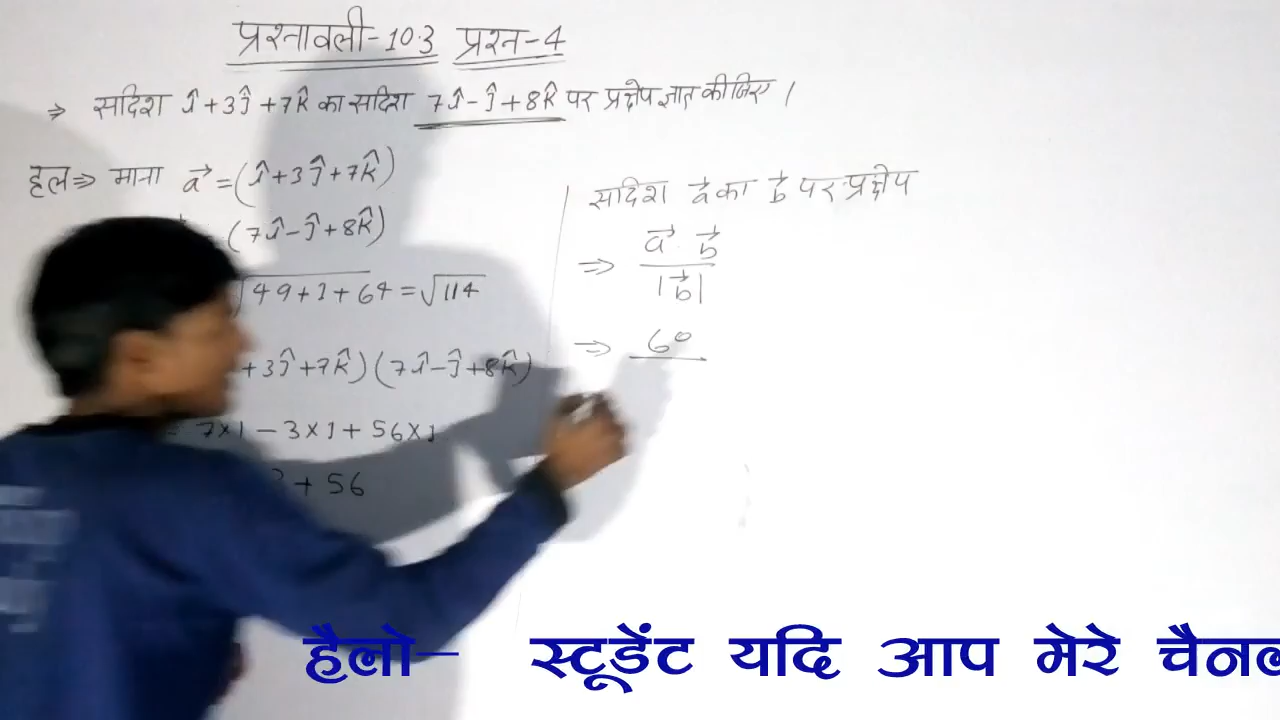 प्रश्नावली-10.3 प्रश्न-4
⇒ सदिश î+3ĵ+7k̂ का सदिश 7î-ĵ+8k̂ पर प्रक्षेप ज्ञात कीजिए।
हल⇒ माना a⃗=(î+3ĵ+7k̂)
(7î-ĵ+8k̂)
√49+1+64=√114
+3ĵ+7k̂)(7î-ĵ+8k̂)
= 7×1-3×1+56×1
+56
सदिश a⃗ का b⃗ पर प्रक्षेप
⇒ a⃗·b⃗
|b⃗|
⇒ 60
हैलो- स्टूडेंट यदि आप मेरे